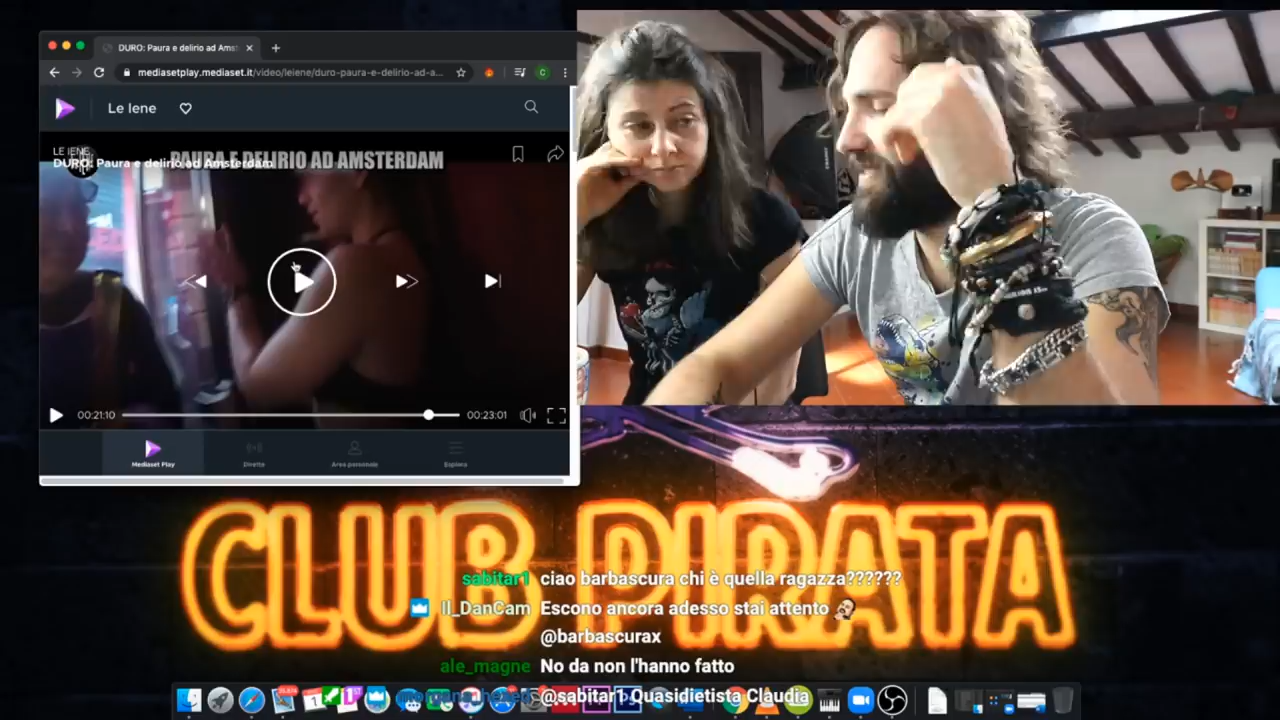 DURO: Paura e delirio ad Amst
mediasetplay.mediaset.it/video/leiene/duro-paura-e-delirio-ad-a...
C
Le Iene
LE IENE
DURO: Paura e delirio ad Amsterdam
PAURA E DELIRIO AD AMSTERDAM
00:21:10
00:23:01
Mediaset Play
Dirette
Area personale
Esplora
CLUB PIRATA
sabitar1 ciao barbascura chi è quella ragazza??????
Il_DanCam Escono ancora adesso stai attento
@barbascurax
ale_magne No da non l'hanno fatto
@sabitar1 Quasidietista Claudia